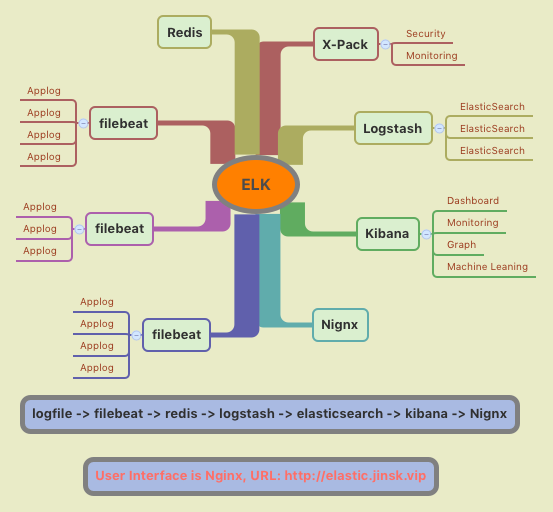 Redis
X-Pack
Security
Monitoring
Applog
Applog
Applog
Applog
filebeat
Logstash
ElasticSearch
ElasticSearch
ElasticSearch
ELK
Applog
Applog
Applog
filebeat
Kibana
Dashboard
Monitoring
Graph
Machine Leaning
Applog
Applog
Applog
Applog
filebeat
Nignx
logfile -> filebeat -> redis -> logstash -> elasticsearch -> kibana -> Nignx
User Interface is Nginx, URL: http://elastic.jinsk.vip